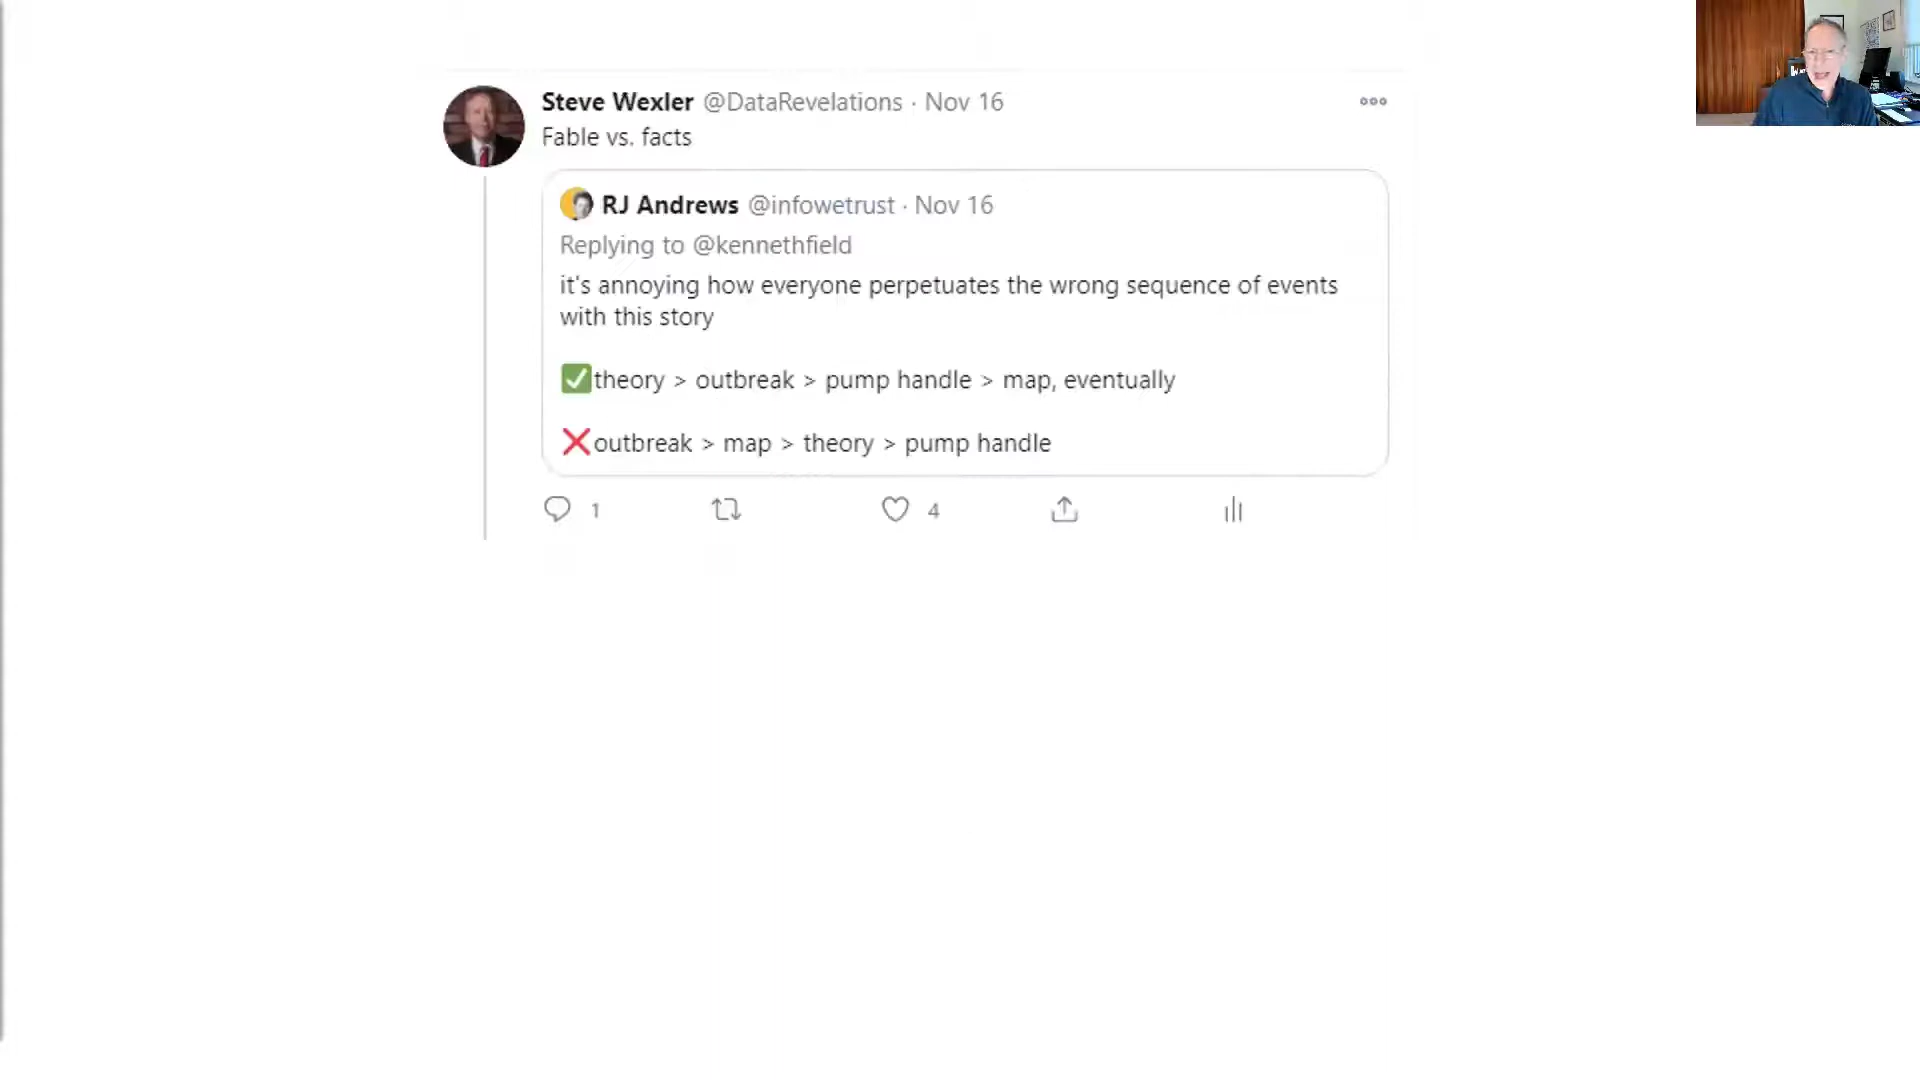 Steve Wexler @DataRevelations · Nov 16
Fable vs. facts
RJ Andrews @infowetrust · Nov 16
Replying to @kennethfield
it's annoying how everyone perpetuates the wrong sequence of events
with this story
✅theory > outbreak > pump handle > map, eventually
❌outbreak > map > theory > pump handle
1
4